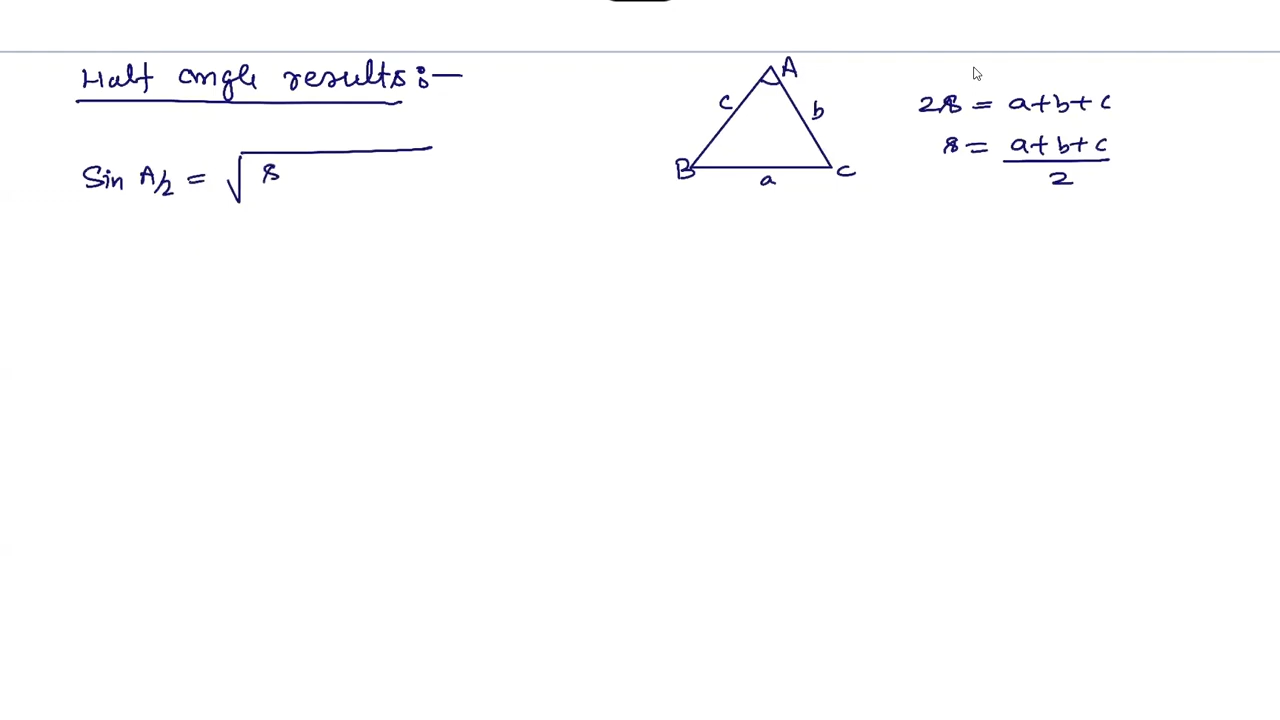 Half angle results :-
Sin A/2 = √s
A
c
b
B
C
a
2s = a+b+c
s = a+b+c
2